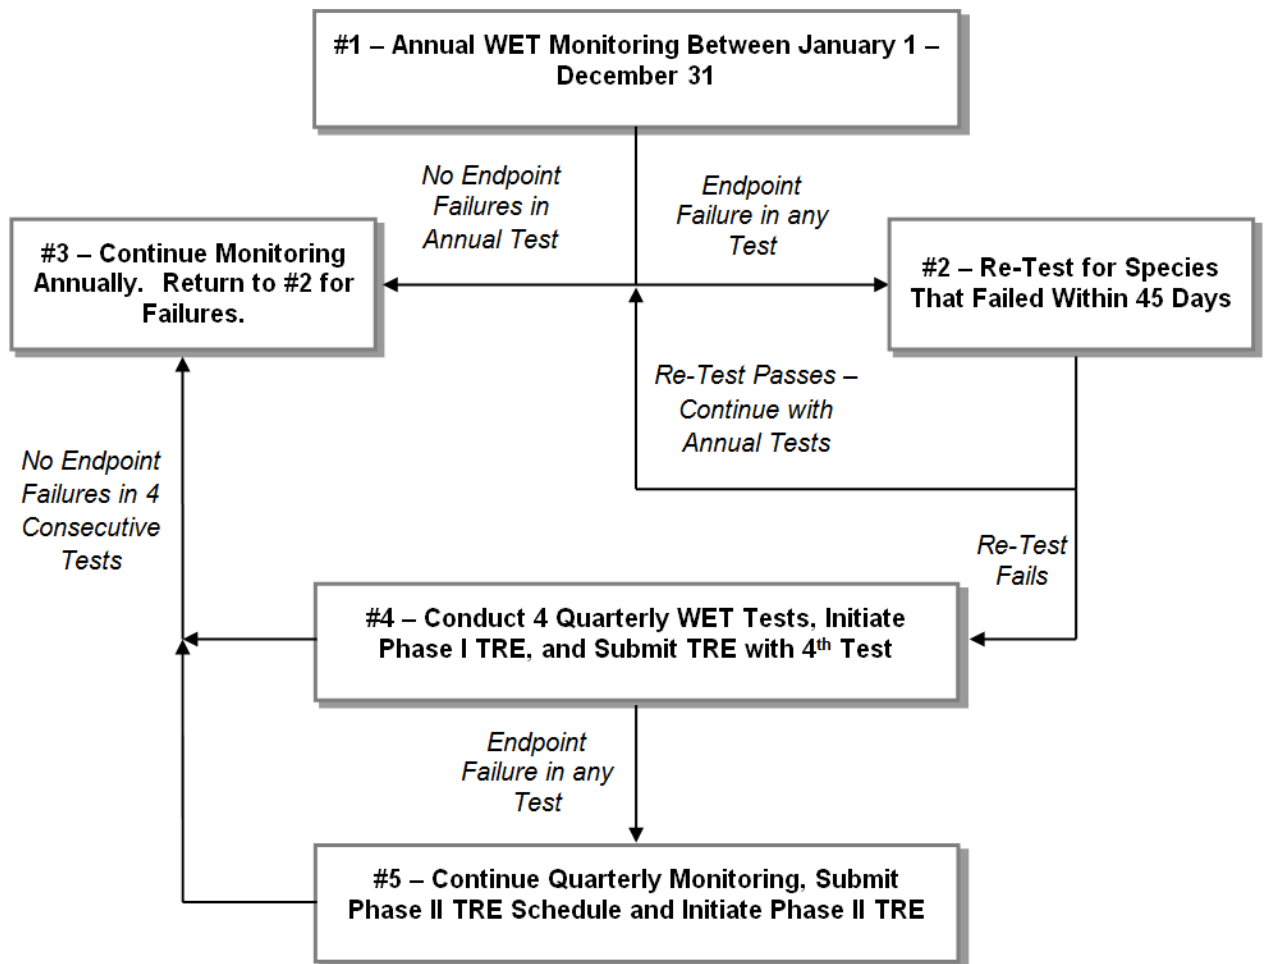 #1 – Annual WET Monitoring Between January 1 –
December 31
No Endpoint
Failures in
Annual Test
Endpoint
Failure in any
Test
#3 – Continue Monitoring
Annually.  Return to #2 for
Failures.
#2 – Re-Test for Species
That Failed Within 45 Days
Re-Test Passes –
Continue with
Annual Tests
No Endpoint
Failures in 4
Consecutive
Tests
Re-Test
Fails
#4 – Conduct 4 Quarterly WET Tests, Initiate
Phase I TRE, and Submit TRE with 4th Test
Endpoint
Failure in any
Test
#5 – Continue Quarterly Monitoring, Submit
Phase II TRE Schedule and Initiate Phase II TRE